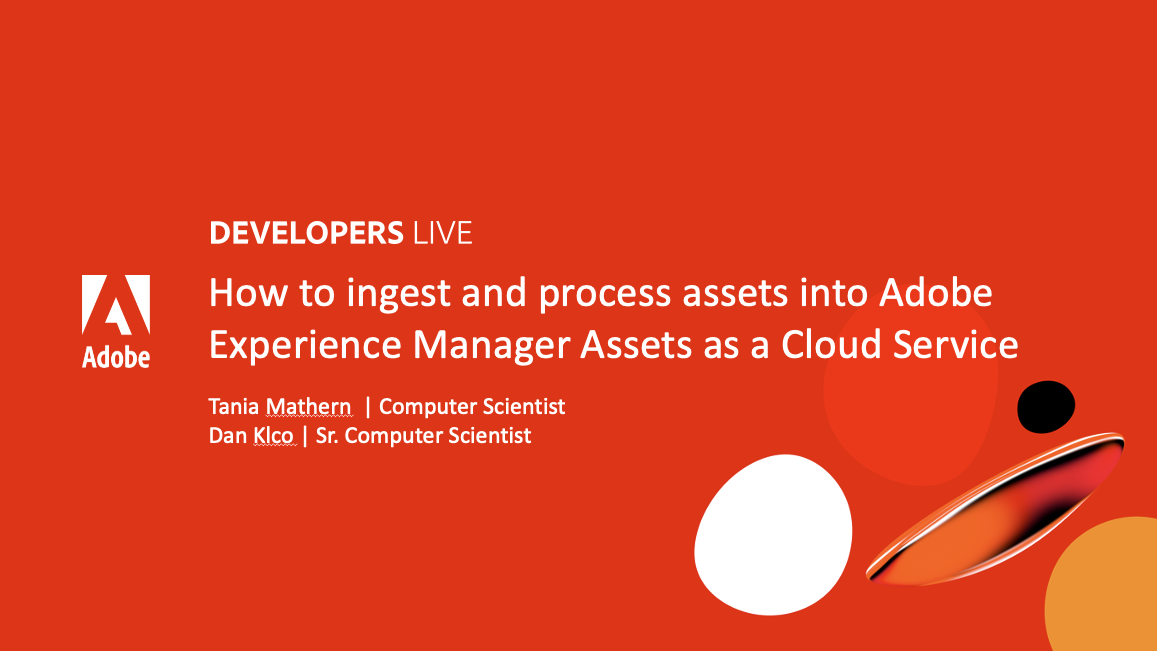 DEVELOPERS LIVE
How to ingest and process assets into Adobe
Experience Manager Assets as a Cloud Service
Adobe
Tania Mathern | Computer Scientist
Dan Klco | Sr. Computer Scientist